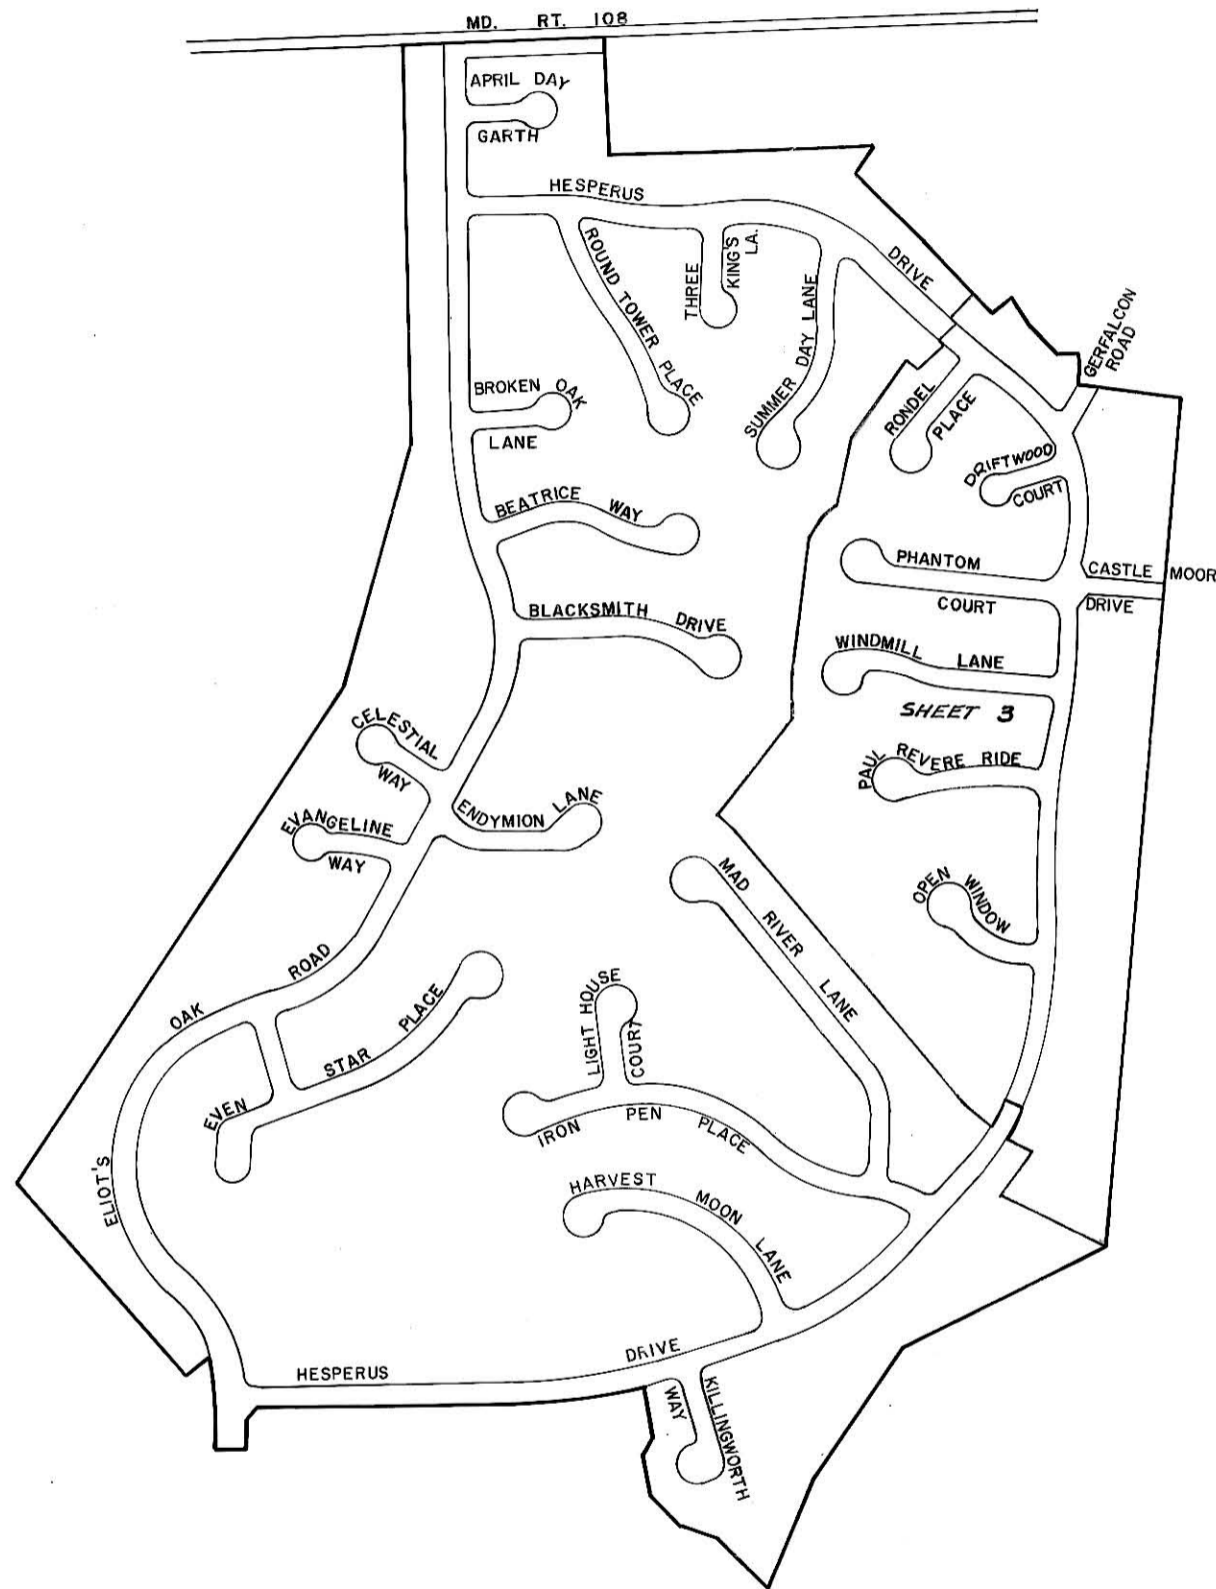 MD. RT. 108
APRIL DAY
GARTH
HESPERUS
DRIVE
ROUND TOWER PLACE
THREE
KING'S
LA.
SUMMER DAY LANE
GERFALCON
ROAD
BROKEN OAK
LANE
RONDEL
PLACE
DRIFTWOOD
COURT
BEATRICE WAY
PHANTOM
COURT
CASTLE MOOR
DRIVE
BLACKSMITH DRIVE
WINDMILL LANE
SHEET 3
CELESTIAL
WAY
PAUL REVERE RIDE
ENDYMION LANE
EVANGELINE
WAY
MAD RIVER LANE
OPEN WINDOW
ELIOT'S OAK ROAD
EVEN STAR PLACE
LIGHT HOUSE
COURT
IRON PEN PLACE
HARVEST MOON LANE
HESPERUS DRIVE
KILLINGWORTH
WAY